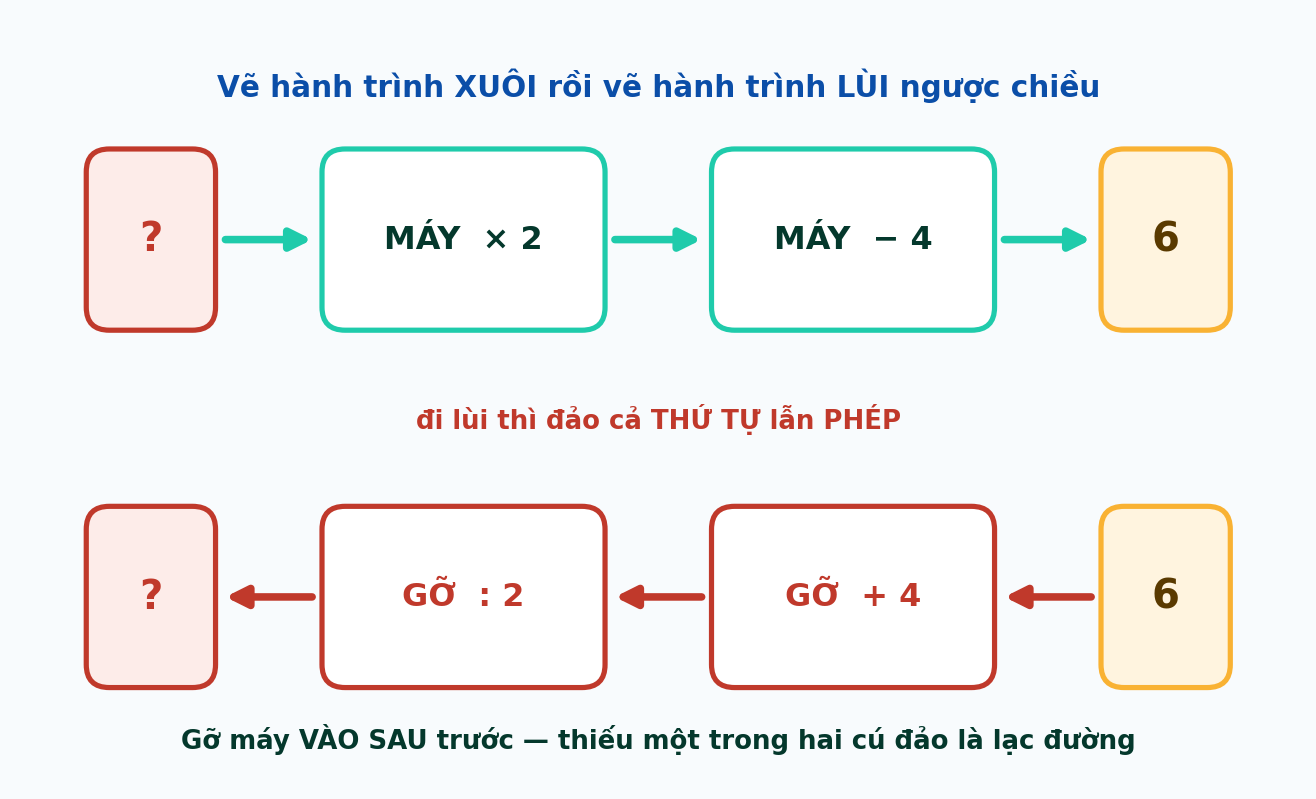 Vẽ hành trình XUÔI rồi vẽ hành trình LÙI ngược chiều
? MÁY × 2 MÁY − 4 6
đi lùi thì đảo cả THỨ TỰ lẫn PHÉP
? GỠ : 2 GỠ + 4 6
Gỡ máy VÀO SAU trước — thiếu một trong hai cú đảo là lạc đường